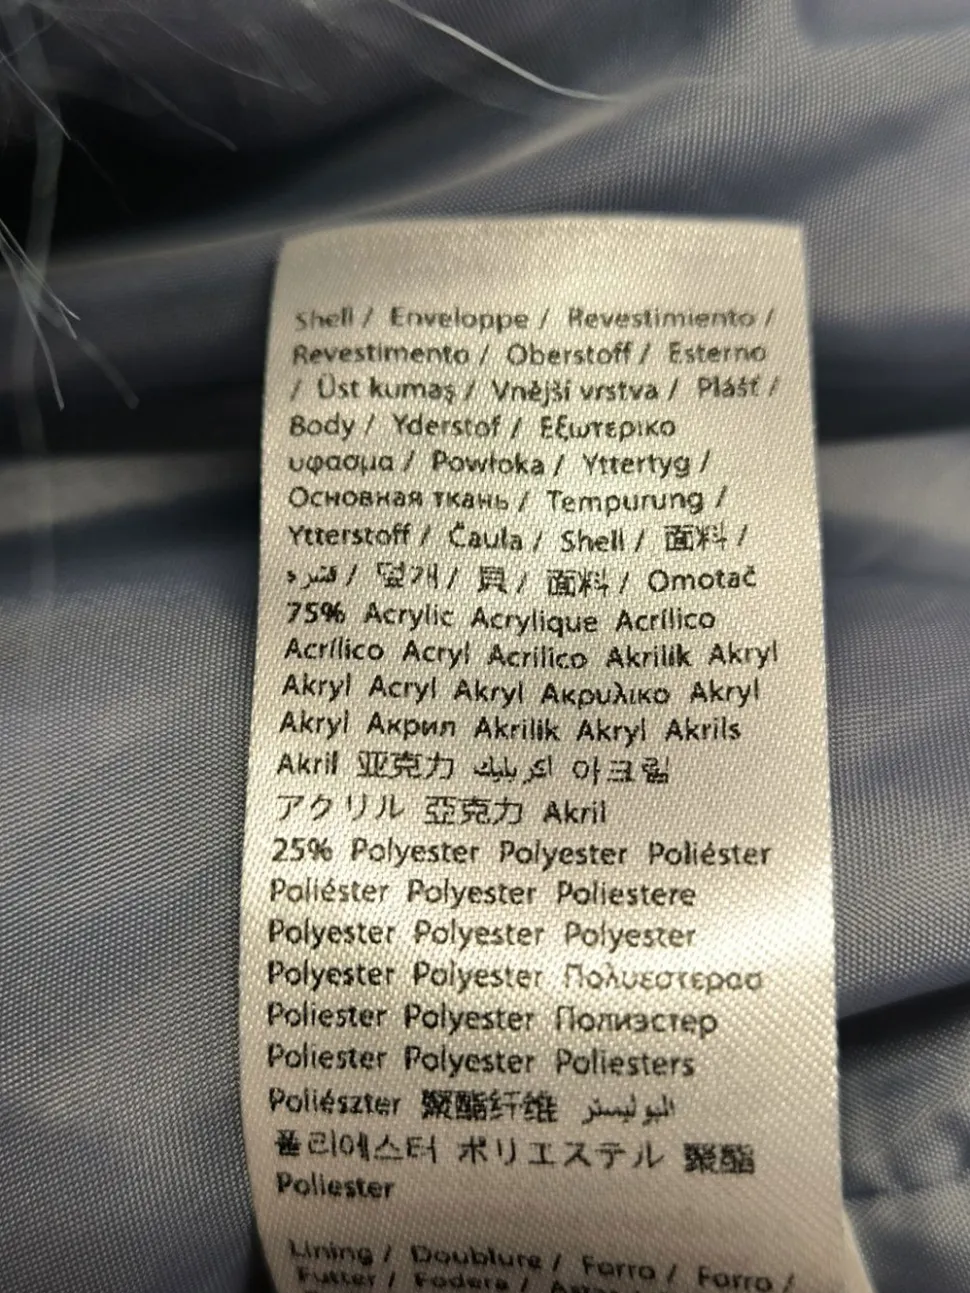 Shell / Enveloppe / Revestimiento /
Revestimento / Oberstoff / Esterno
/ Üst kumaş / Vnější vrstva / Plášť /
Body / Yderstof / Εξωτερικο
υφασμα / Powłoka / Yttertyg /
Основная ткань / Tempurung /
Ytterstoff / Čaula / Shell / 面料 /
قشره / 덮개 / 貝 / 面料 / Omotač
75% Acrylic Acrylique Acrílico
Acrílico Acryl Acrilico Akrilik Akryl
Akryl Acryl Akryl Ακρυλικο Akryl
Akryl Акрил Akrilik Akryl Akrils
Akril 亚克力 اكريليك 아크릴
アクリル 亞克力 Akril
25% Polyester Polyester Poliéster
Poliéster Polyester Poliestere
Polyester Polyester Polyester
Polyester Polyester Πολυεστερασ
Poliester Polyester Полиэстер
Poliester Polyester Poliesters
Poliészter 聚酯纤维 البوليستر
폴리에스터 ポリエステル 聚酯
Poliester
Lining / Doublure / Forro / Forro /
Futter / Fodera /